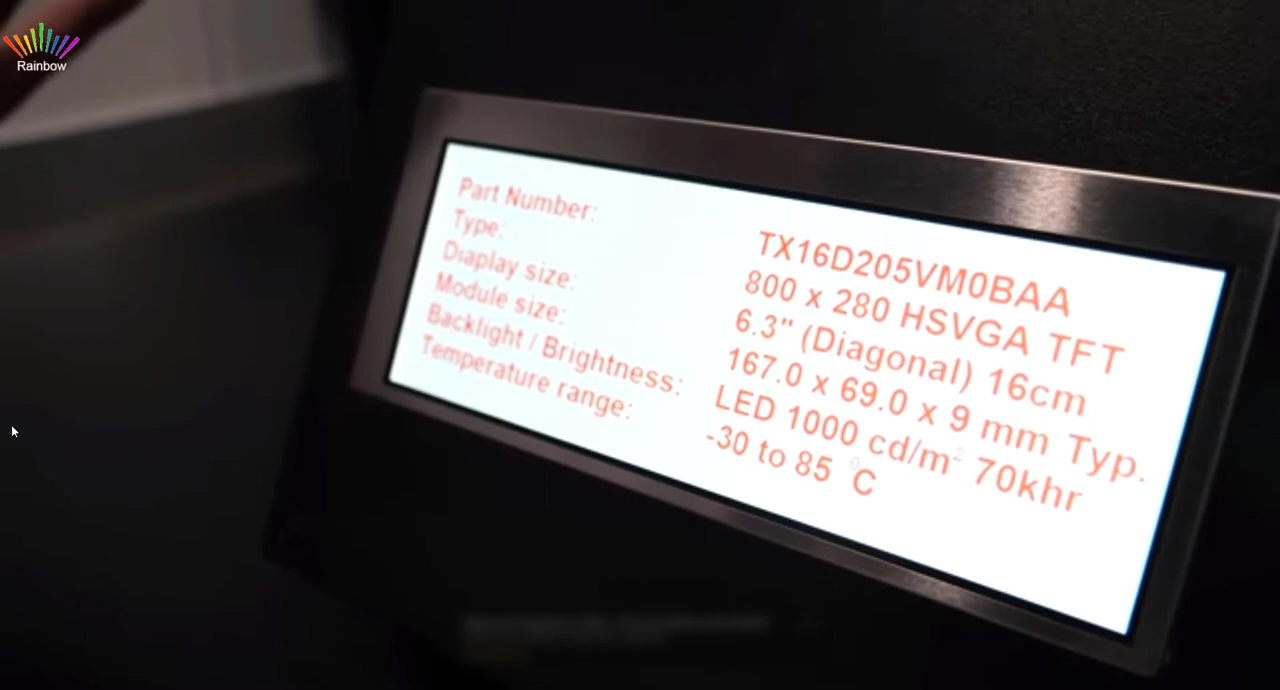 Rainbow
Part Number: TX16D205VM0BAA
Type: 800 x 280 HSVGA TFT
Diaplay size: 6.3" (Diagonal) 16cm
Module size: 167.0 x 69.0 x 9 mm Typ.
Backlight / Brightness: LED 1000 cd/m² 70khr
Temperature range: -30 to 85 °C